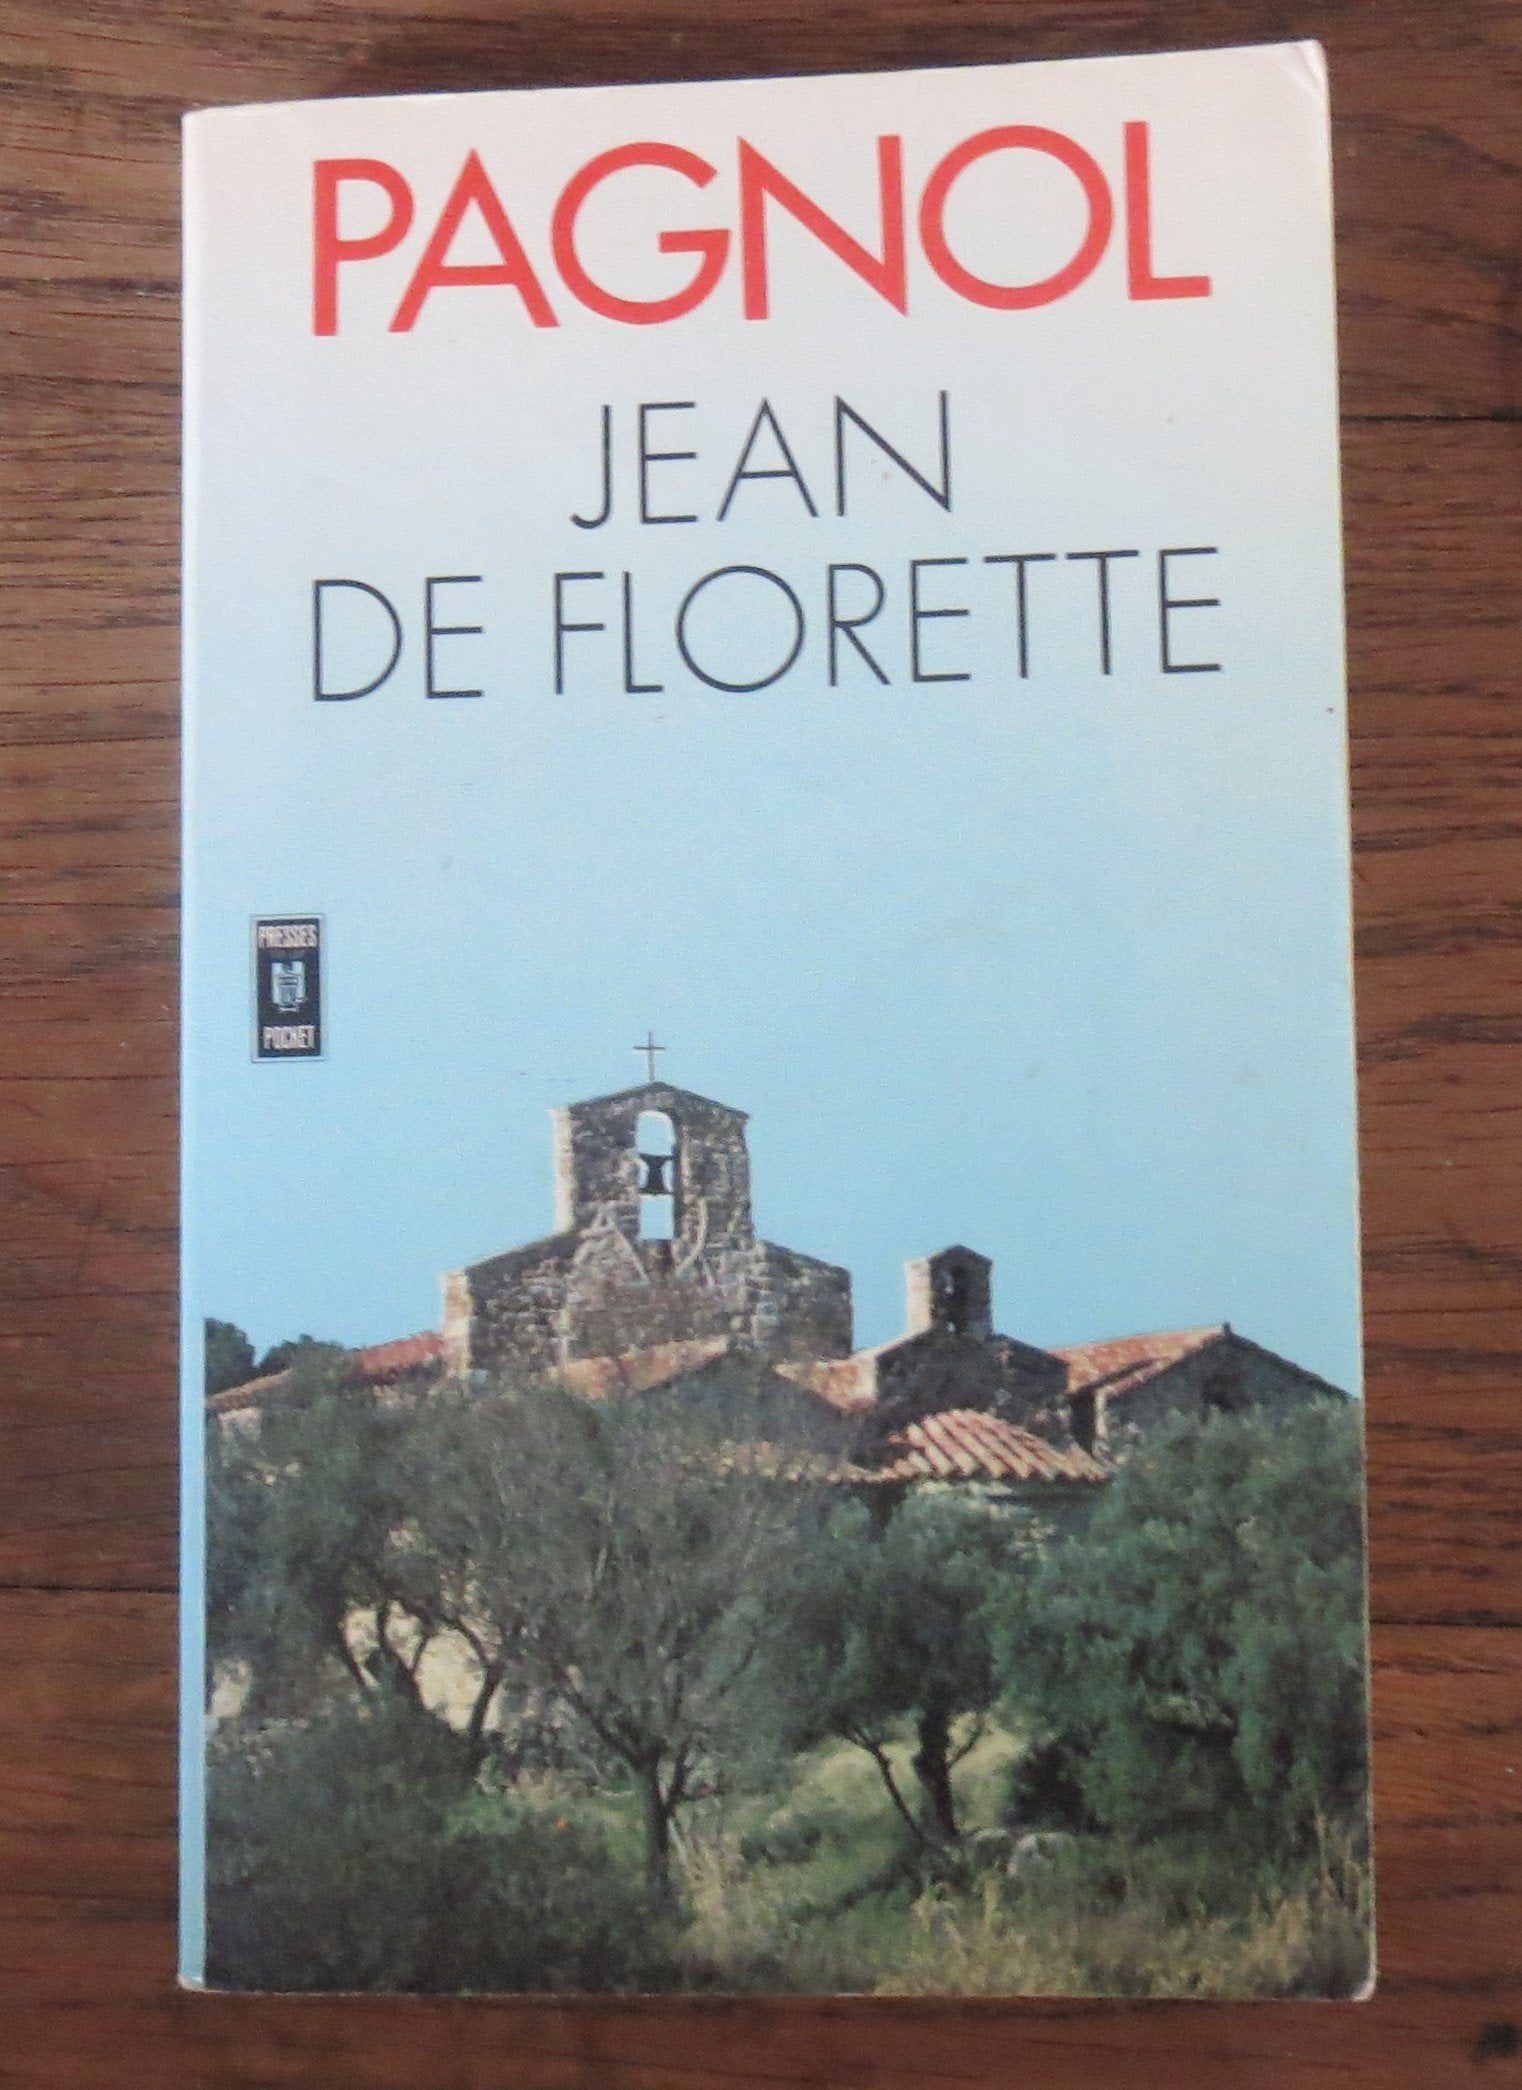 PAGNOL
JEAN
DE FLORETTE
PRESSES
POCKET